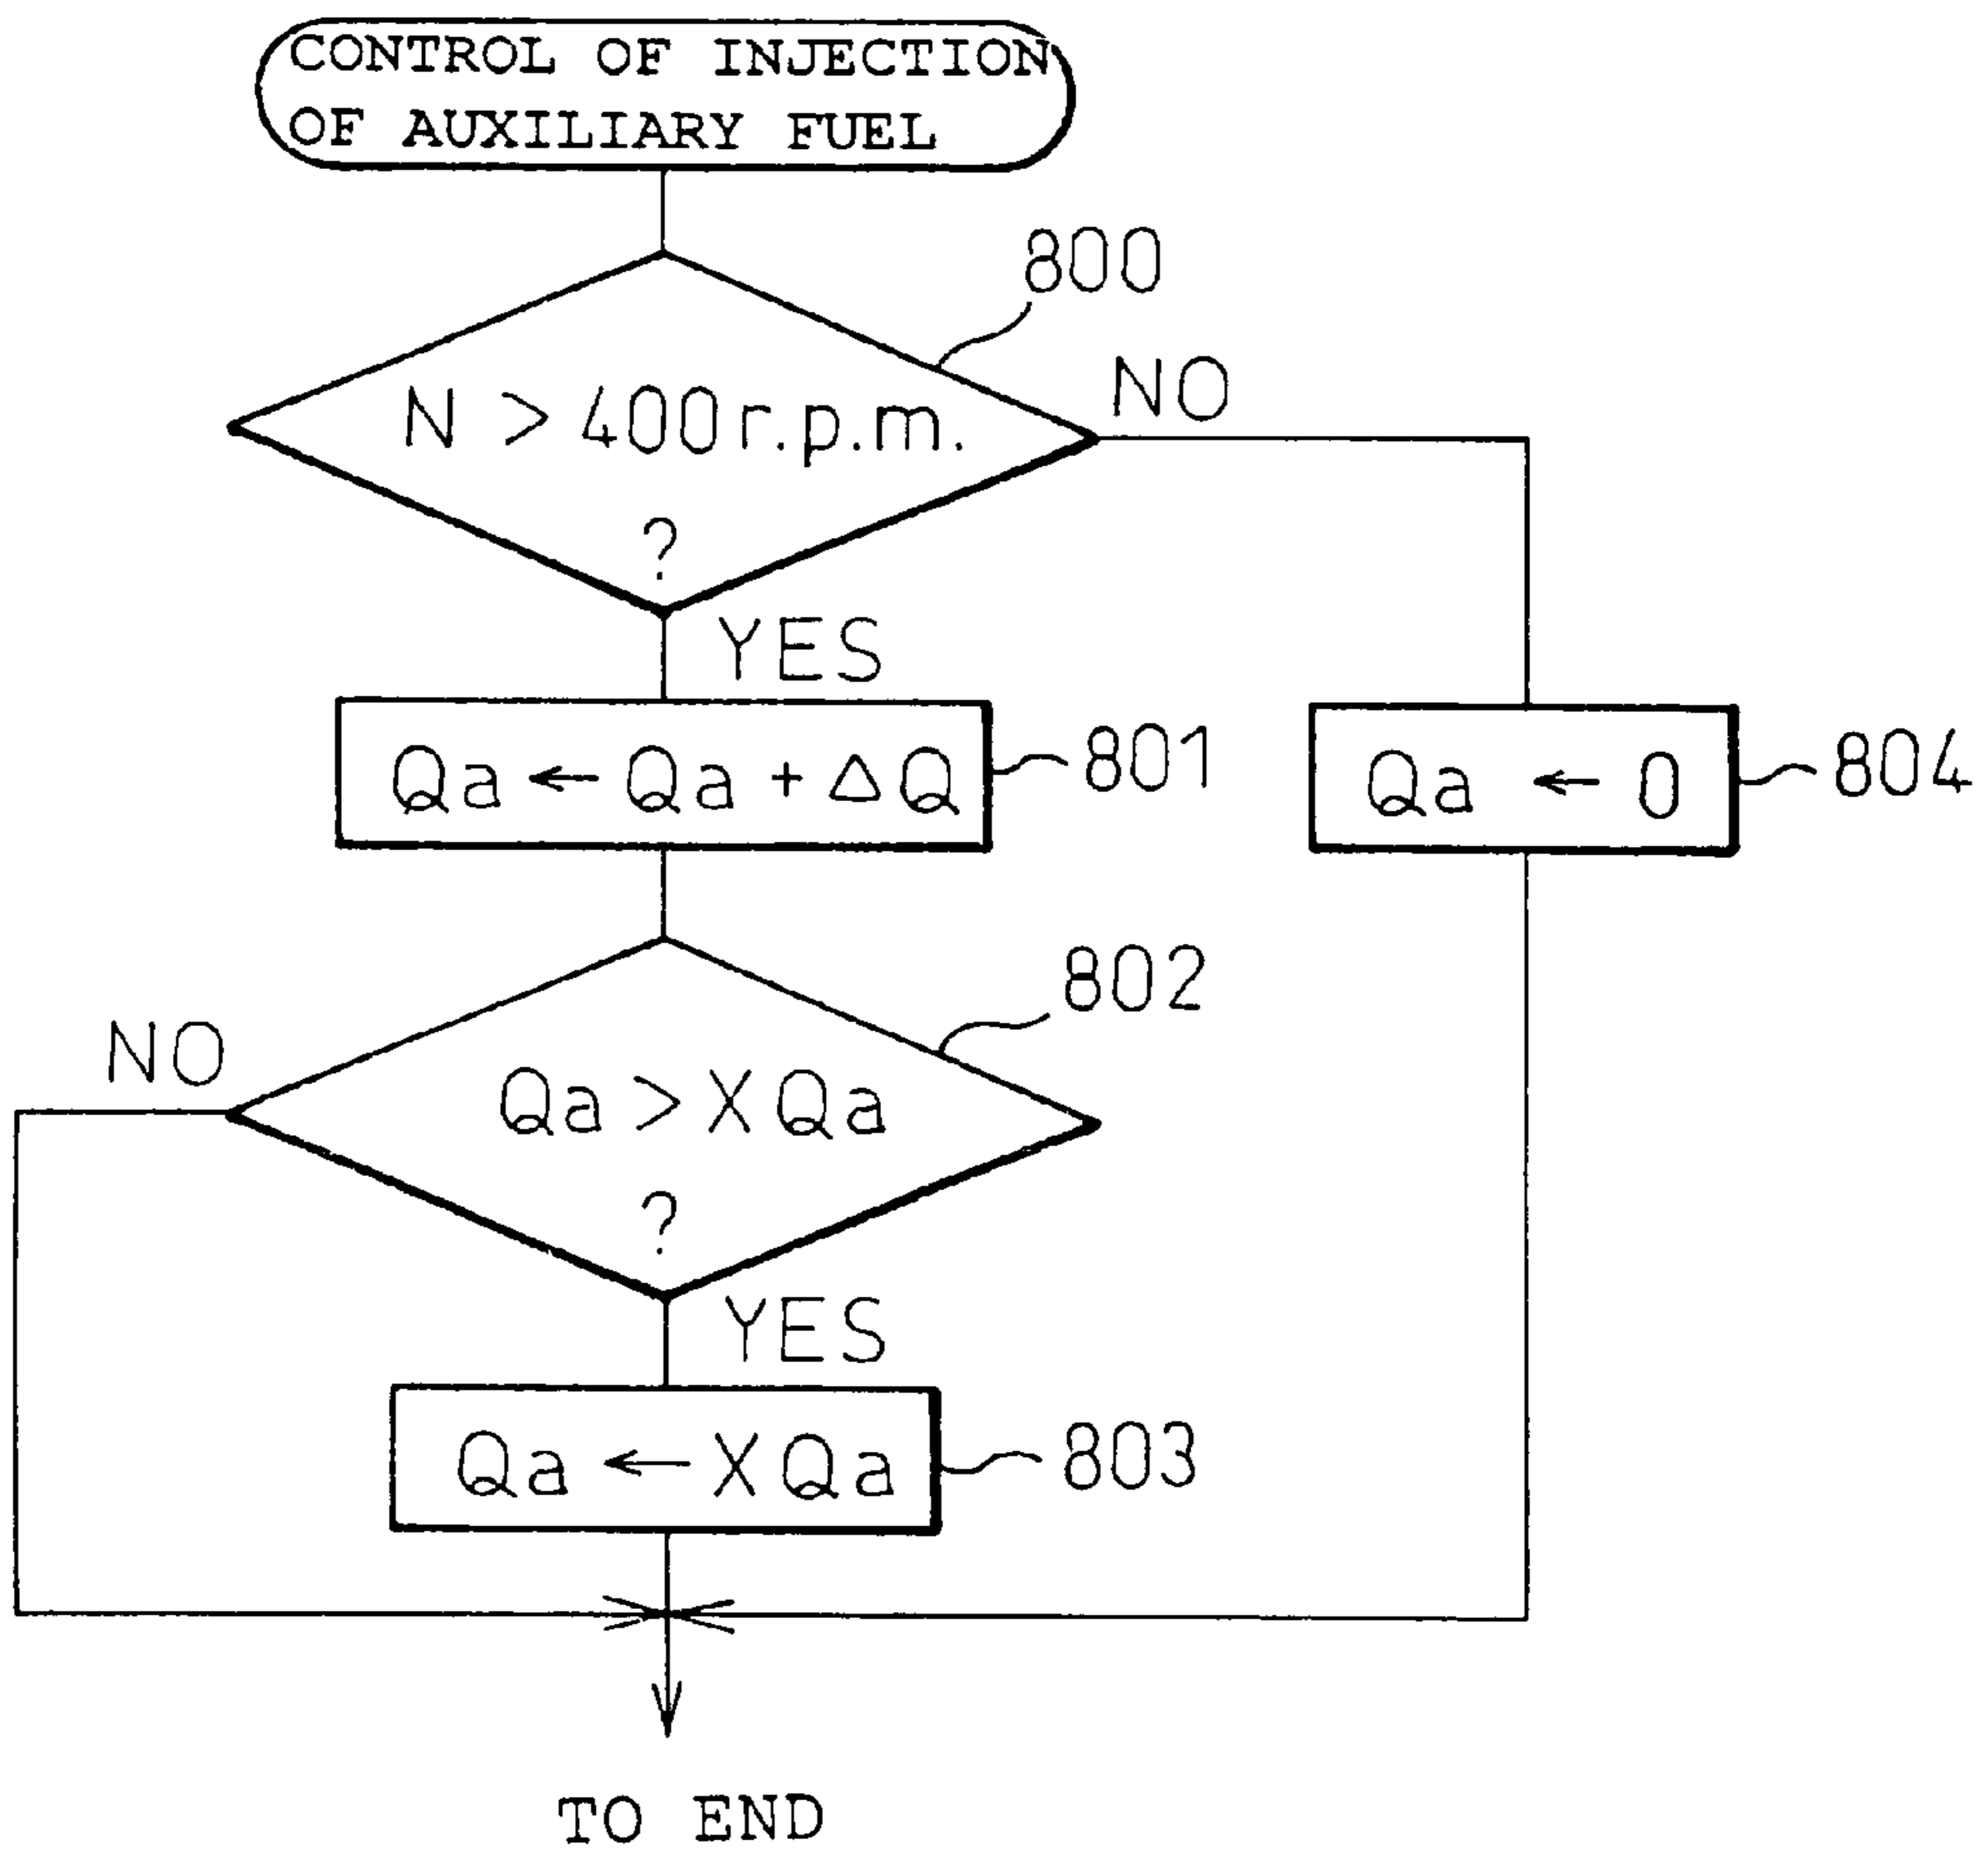 CONTROL OF INJECTION
OF AUXILIARY FUEL
800
N > 400 r.p.m.
?
NO
YES
Qa ← Qa + △Q
801
Qa ← 0
804
802
NO
Qa > XQa
?
YES
Qa ← XQa
803
TO END